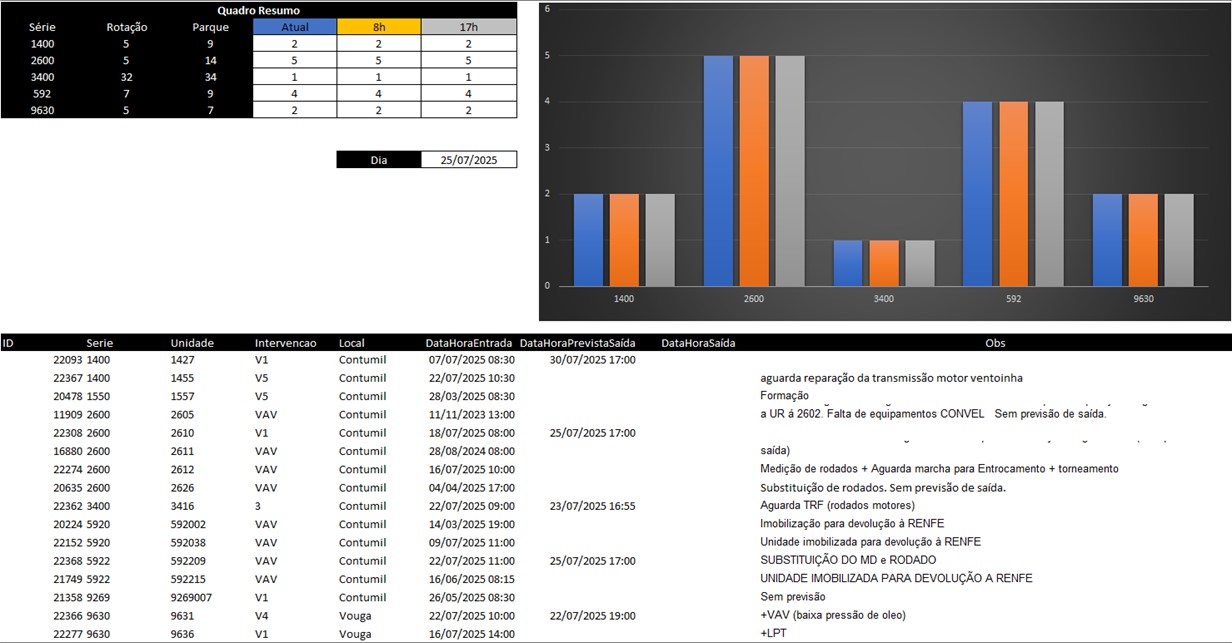 Quadro Resumo
Série Rotação Parque Atual 8h 17h
1400 5 9 2 2 2
2600 5 14 5 5 5
3400 32 34 1 1 1
592 7 9 4 4 4
9630 5 7 2 2 2
Dia 25/07/2025
6
5
4
3
2
1
0
1400 2600 3400 592 9630
ID Serie Unidade Intervencao Local DataHoraEntrada DataHoraPrevistaSaída DataHoraSaída Obs
22093 1400 1427 V1 Contumil 07/07/2025 08:30 30/07/2025 17:00
22367 1400 1455 V5 Contumil 22/07/2025 10:30 aguarda reparação da transmissão motor ventoinha
20478 1550 1557 V5 Contumil 28/03/2025 08:30 Formação
11909 2600 2605 VAV Contumil 11/11/2023 13:00 a UR á 2602. Falta de equipamentos CONVEL Sem previsão de saída.
22308 2600 2610 V1 Contumil 18/07/2025 08:00 25/07/2025 17:00
16880 2600 2611 VAV Contumil 28/08/2024 08:00 saída)
22274 2600 2612 VAV Contumil 16/07/2025 10:00 Medição de rodados + Aguarda marcha para Entrocamento + torneamento
20635 2600 2626 VAV Contumil 04/04/2025 17:00 Substituição de rodados. Sem previsão de saída.
22362 3400 3416 3 Contumil 22/07/2025 09:00 23/07/2025 16:55 Aguarda TRF (rodados motores)
20224 5920 592002 VAV Contumil 14/03/2025 19:00 Imobilização para devolução à RENFE
22152 5920 592038 VAV Contumil 09/07/2025 11:00 Unidade imobilizada para devolução à RENFE
22368 5922 592209 VAV Contumil 22/07/2025 11:00 25/07/2025 17:00 SUBSTITUIÇÃO DO MD e RODADO
21749 5922 592215 VAV Contumil 16/06/2025 08:15 UNIDADE IMOBILIZADA PARA DEVOLUÇÃO A RENFE
21358 9269 9269007 V1 Contumil 26/05/2025 08:30 Sem previsão
22366 9630 9631 V4 Vouga 22/07/2025 10:00 22/07/2025 19:00 +VAV (baixa pressão de oleo)
22277 9630 9636 V1 Vouga 16/07/2025 14:00 +LPT